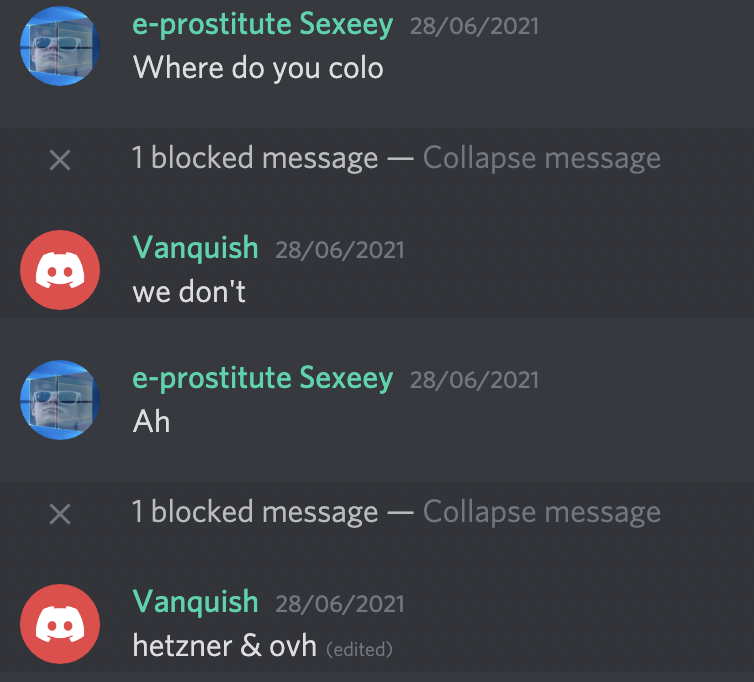 e-prostitute Sexeey 28/06/2021
Where do you colo
1 blocked message — Collapse message
Vanquish 28/06/2021
we don't
e-prostitute Sexeey 28/06/2021
Ah
1 blocked message — Collapse message
Vanquish 28/06/2021
hetzner & ovh (edited)